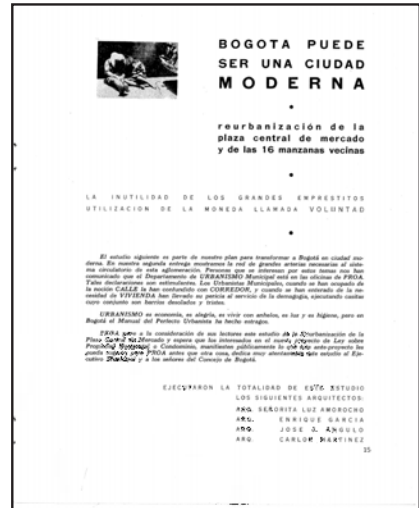 BOGOTA PUEDE
SER UNA CIUDAD
MODERNA
reurbanización de la
plaza central de mercado
y de las 16 manzanas vecinas
LA INUTILIDAD DE LOS GRANDES EMPRESTITOS
UTILIZACION DE LA MONEDA LLAMADA VOLUNTAD
El estudio siguiente es parte de nuestro plan para transformar a Bogotá en ciudad mo-
derna. En nuestra segunda entrega mostramos la red de grandes arterias necesarias al siste-
ma circulatorio de esta aglomeración. Personas que se interesan por estos temas nos han
comunicado que el Departamento de URBANISMO Municipal está en las oficinas de PROA.
Tales declaraciones son estimulantes. Los Urbanistas Municipales, cuando se han ocupado de
la noción CALLE la han confundido con CORREDOR, y cuando se han enterado de la ne-
cesidad de VIVIENDA han llevado su pericia al servicio de la demagogia, ejecutando casitas
cuyo conjunto son barrios desolados y tristes.
URBANISMO es economía, es alegría, es vivir con anhelos, es luz y es higiene, pero en
Bogotá el Manual del Perfecto Urbanista ha hecho estragos.
PROA pone a la consideración de sus lectores este estudio de la Reurbanización de la
Plaza Central de Mercado y espera que los interesados en el nuevo proyecto de Ley sobre
Propiedad Horizontal o Condominio, manifiesten públicamente lo que este ante-proyecto les
pueda sugerir pero PROA antes que otra cosa, dedica muy atentamente este estudio al Eje-
cutivo Municipal y a los señores del Concejo de Bogotá.
EJECUTARON LA TOTALIDAD DE ESTE ESTUDIO
LOS SIGUIENTES ARQUITECTOS:
ARQ. SEÑORITA LUZ AMOROCHO
ARQ. ENRIQUE GARCIA
ARQ. JOSE J. ANGULO
ARQ. CARLOS MARTINEZ
15